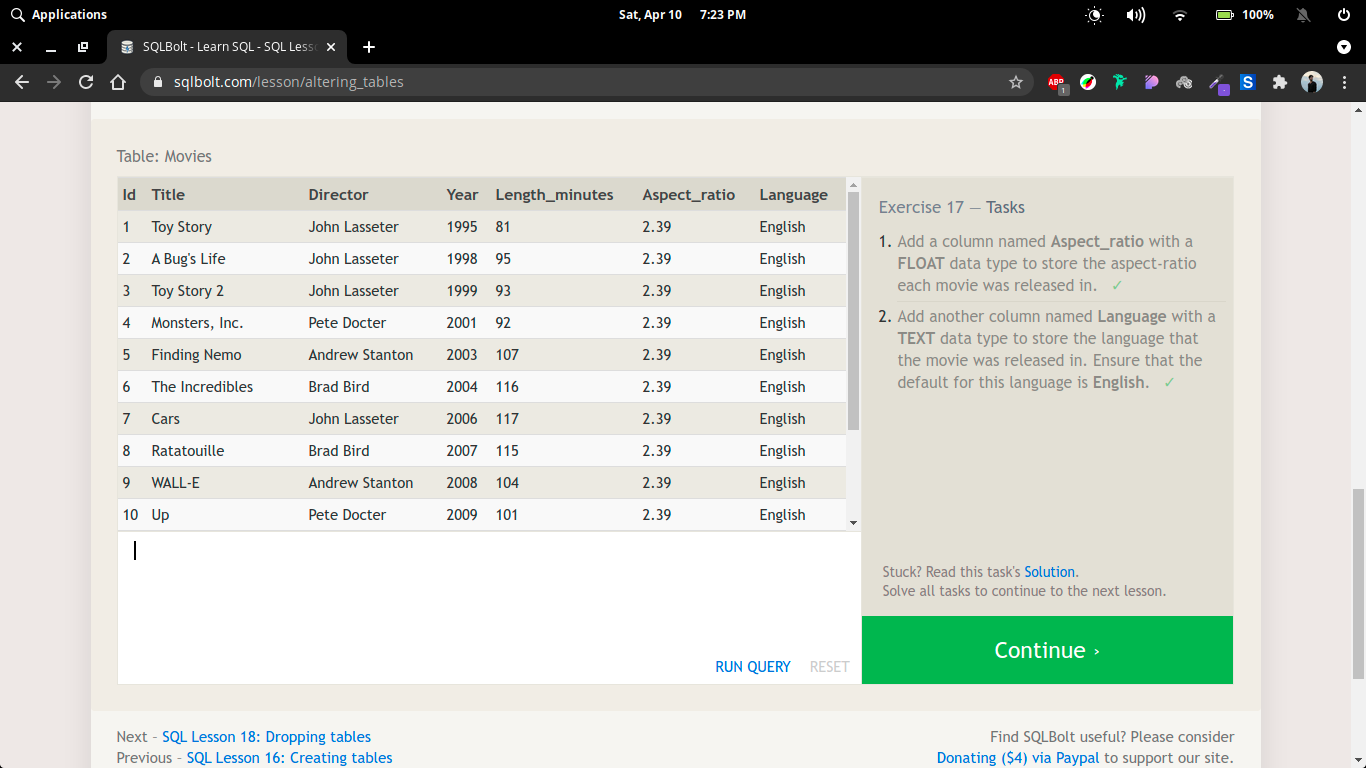 Applications
Sat, Apr 10 7:23 PM
100%
SQLBolt - Learn SQL - SQL Less
sqlbolt.com/lesson/altering_tables
ABP
1
S
Table: Movies
Id Title Director Year Length_minutes Aspect_ratio Language
1 Toy Story John Lasseter 1995 81 2.39 English
2 A Bug's Life John Lasseter 1998 95 2.39 English
3 Toy Story 2 John Lasseter 1999 93 2.39 English
4 Monsters, Inc. Pete Docter 2001 92 2.39 English
5 Finding Nemo Andrew Stanton 2003 107 2.39 English
6 The Incredibles Brad Bird 2004 116 2.39 English
7 Cars John Lasseter 2006 117 2.39 English
8 Ratatouille Brad Bird 2007 115 2.39 English
9 WALL-E Andrew Stanton 2008 104 2.39 English
10 Up Pete Docter 2009 101 2.39 English
RUN QUERY RESET
Exercise 17 — Tasks
1. Add a column named Aspect_ratio with a
FLOAT data type to store the aspect-ratio
each movie was released in. ✓
2. Add another column named Language with a
TEXT data type to store the language that
the movie was released in. Ensure that the
default for this language is English. ✓
Stuck? Read this task's Solution.
Solve all tasks to continue to the next lesson.
Continue ›
Next - SQL Lesson 18: Dropping tables
Previous - SQL Lesson 16: Creating tables
Find SQLBolt useful? Please consider
Donating ($4) via Paypal to support our site.